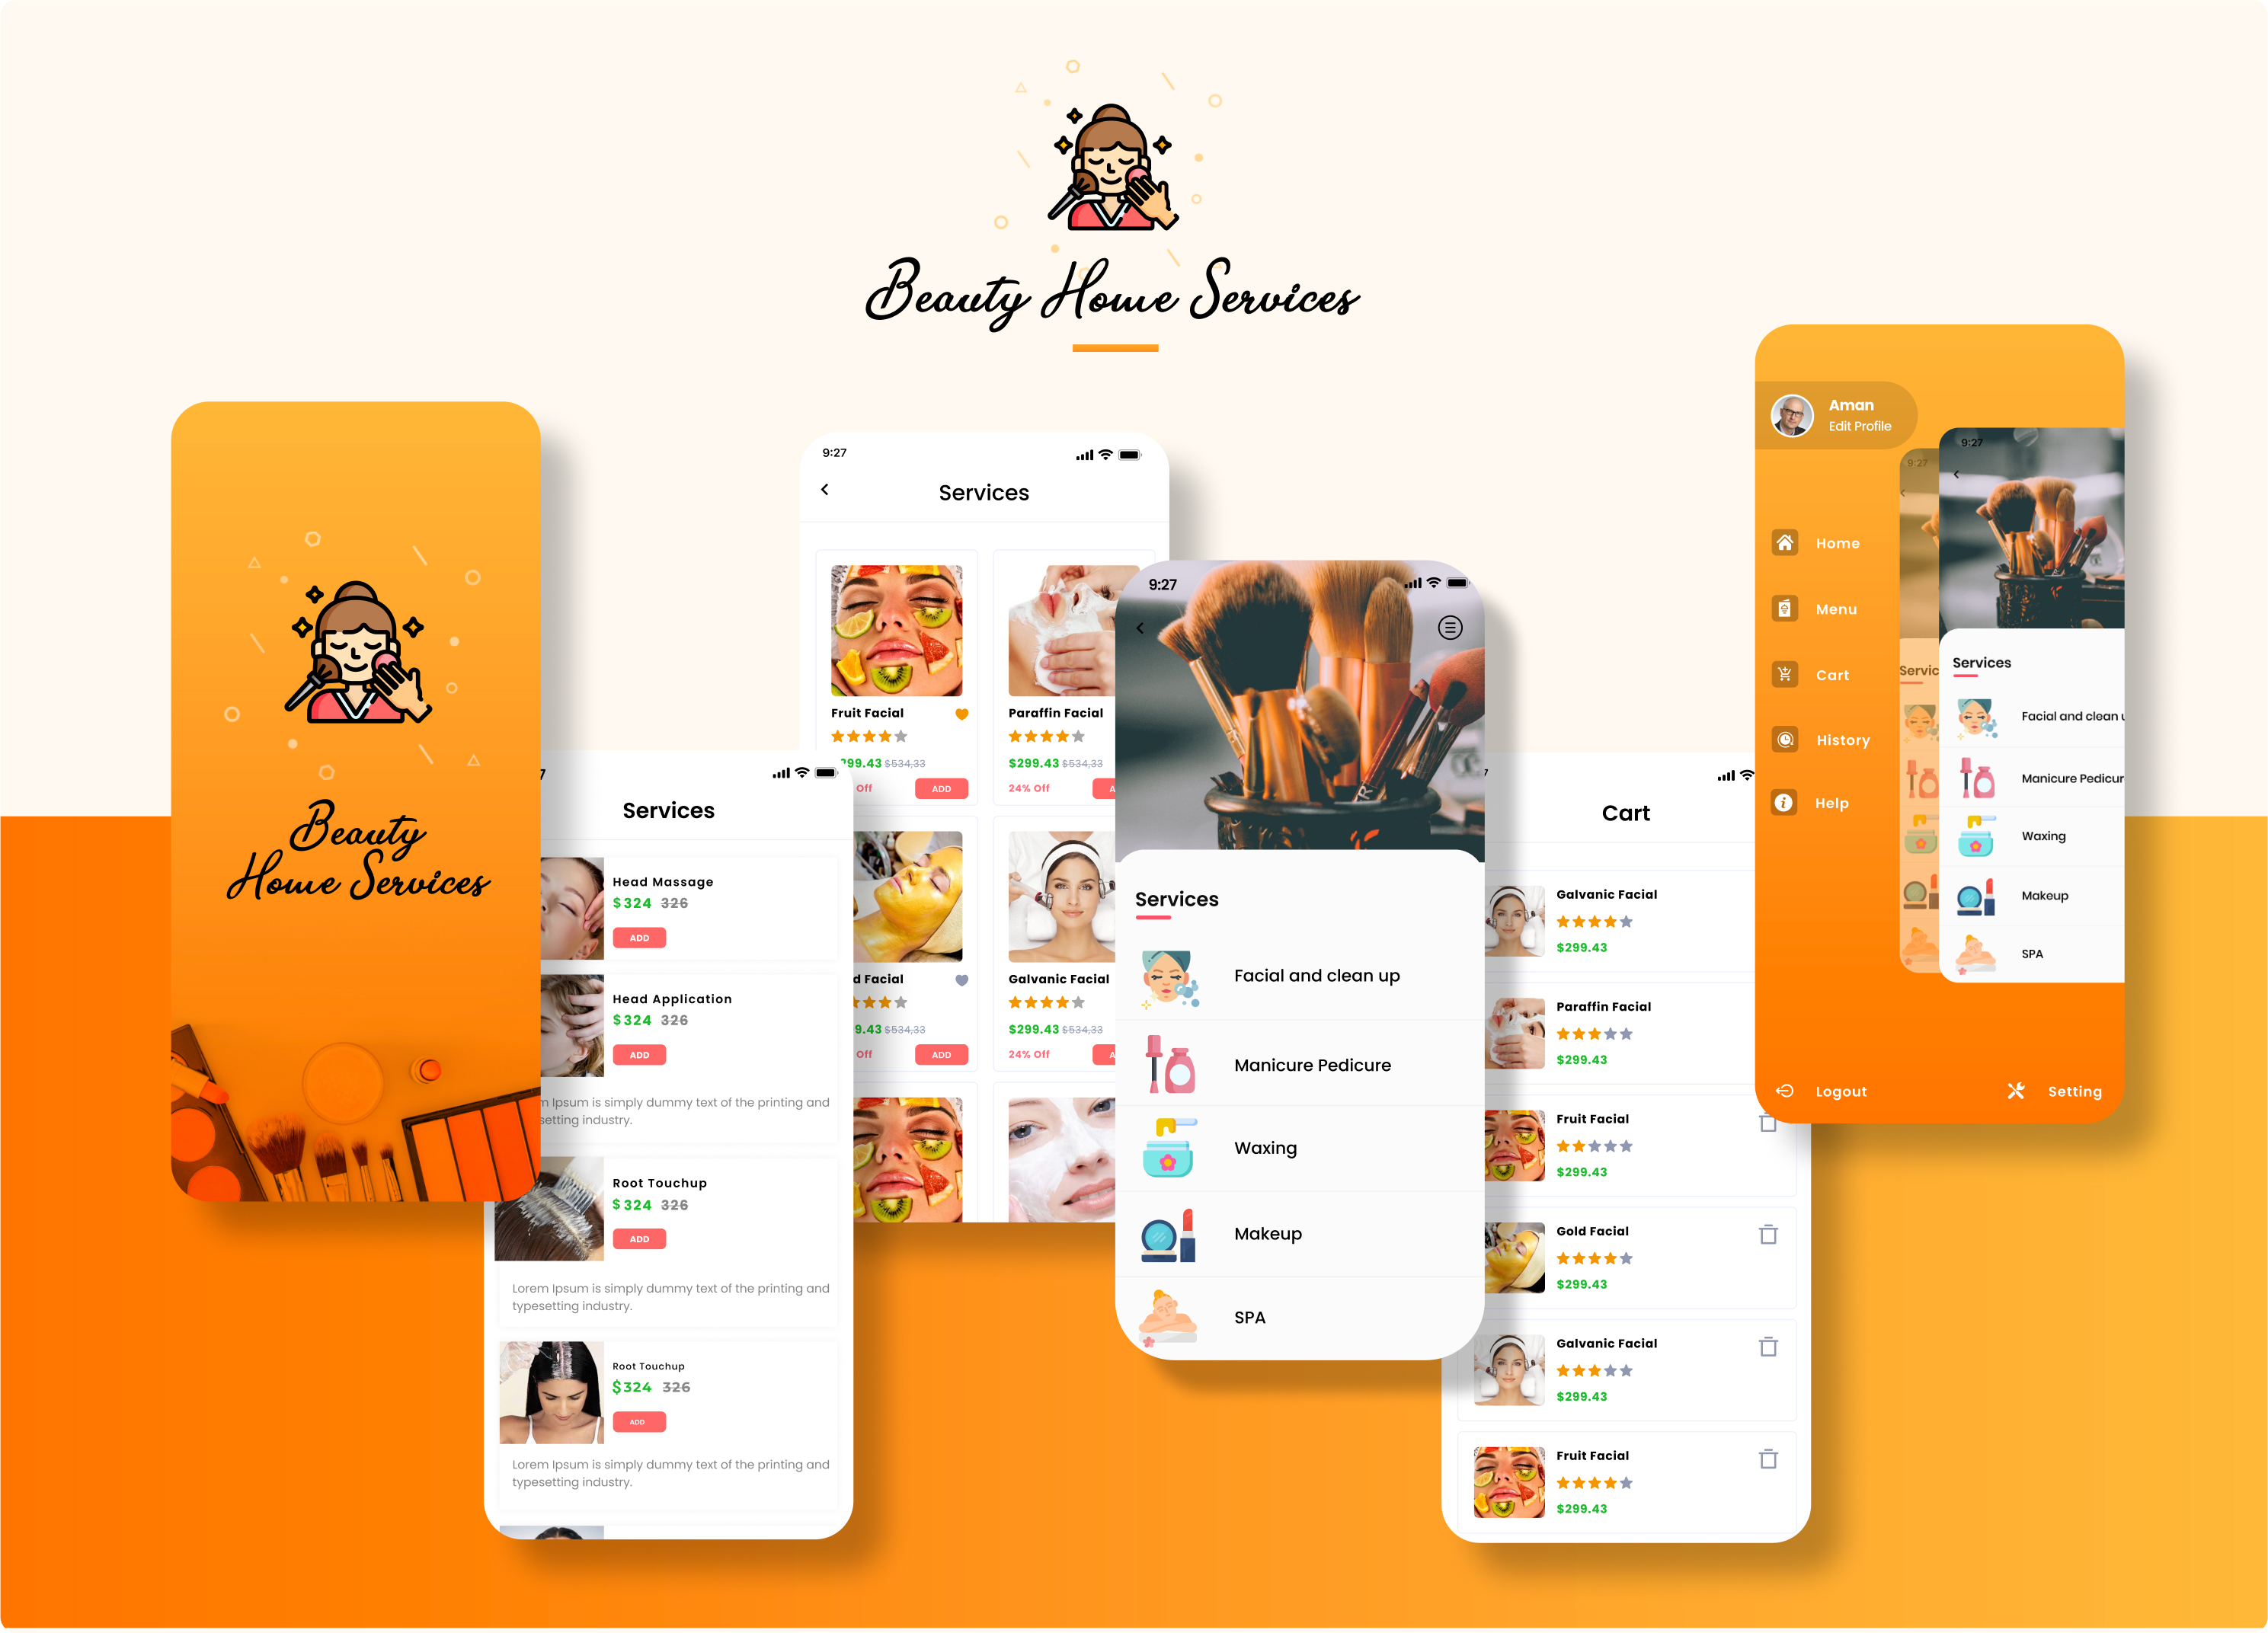 Beauty Home Services
Beauty
Home Services
Services
Head Massage
$324 326
ADD
Head Application
$324 326
ADD
Ipsum is simply dummy text of the printing and
industry.
Root Touchup
$324 326
ADD
Lorem Ipsum is simply dummy text of the printing and
typesetting industry.
Root Touchup
$324 326
ADD
Lorem Ipsum is simply dummy text of the printing and
typesetting industry.
9:27
Services
Fruit Facial
Paraffin Facial
$299.43 $534,33
$534,33
Off
ADD
24% Off
Facial
Galvanic Facial
$534,33
$299.43 $534,33
Off
ADD
24% Off
9:27
Services
Facial and clean up
Manicure Pedicure
Waxing
Makeup
SPA
Cart
Galvanic Facial
$299.43
Paraffin Facial
$299.43
Fruit Facial
$299.43
Gold Facial
$299.43
Galvanic Facial
$299.43
Fruit Facial
$299.43
Aman
Edit Profile
Home
Menu
Cart
History
Help
Logout
Setting
9:27
9:27
Services
Facial and clean
Manicure
Waxing
Makeup
SPA